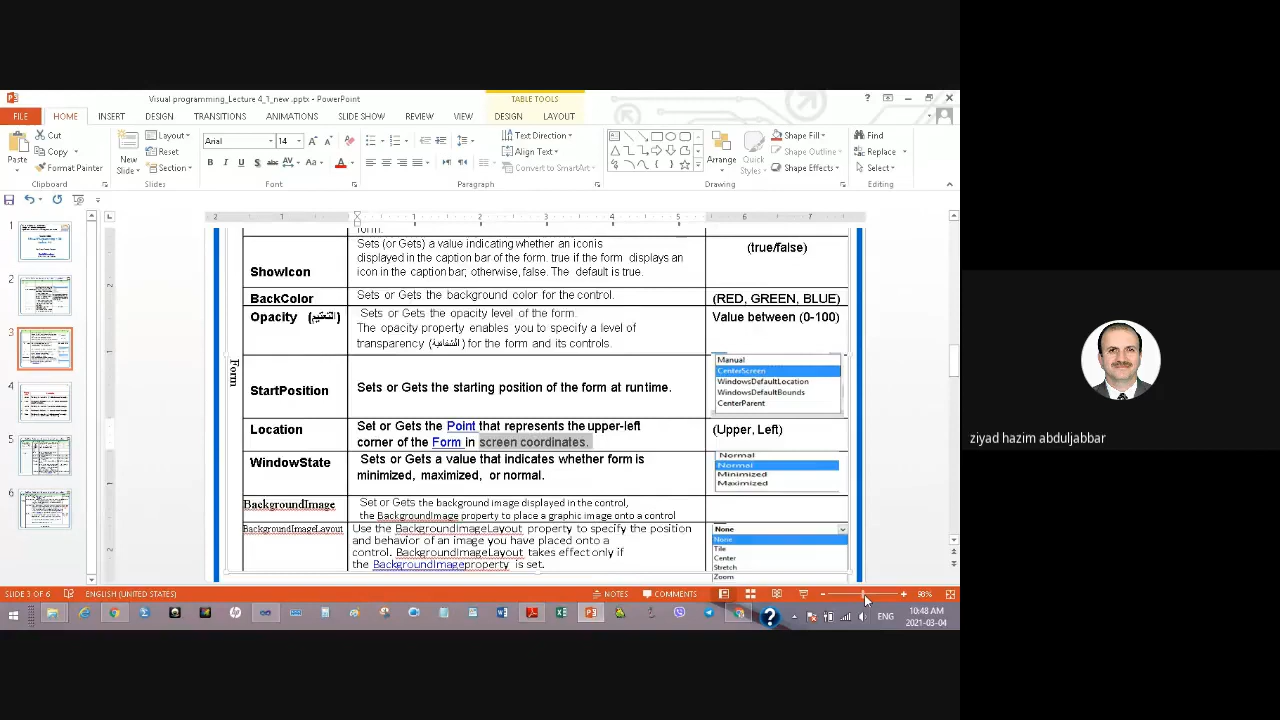 Visual programming_Lecture 4_1_new .pptx - PowerPoint
TABLE TOOLS
FILE HOME INSERT DESIGN TRANSITIONS ANIMATIONS SLIDE SHOW REVIEW VIEW DESIGN LAYOUT
Paste
Cut
Copy
Format Painter
Clipboard
New Slide
Layout
Reset
Section
Slides
Arial 14
Font
Paragraph
Text Direction
Align Text
Convert to SmartArt
Arrange
Quick Styles
Shape Fill
Shape Outline
Shape Effects
Drawing
Find
Replace
Select
Editing
1
2
3
4
5
6
form.
Form
ShowIcon
Sets (or Gets) a value indicating whether an icon is
displayed in the caption bar of the form. true if the form displays an
icon in the caption bar; otherwise, false. The default is true.
(true/false)
BackColor
Sets or Gets the background color for the control.
(RED, GREEN, BLUE)
Opacity (التعتيم)
Sets or Gets the opacity level of the form.
The opacity property enables you to specify a level of
transparency (الشفافية) for the form and its controls.
Value between (0-100)
StartPosition
Sets or Gets the starting position of the form at runtime.
Manual
CenterScreen
WindowsDefaultLocation
WindowsDefaultBounds
CenterParent
Location
Set or Gets the Point that represents the upper-left
corner of the Form in screen coordinates.
(Upper, Left)
WindowState
Sets or Gets a value that indicates whether form is
minimized, maximized, or normal.
Normal
Normal
Minimized
Maximized
BackgroundImage
Set or Gets the background image displayed in the control,
the BackgroundImage property to place a graphic image onto a control
BackgroundImageLayout
Use the BackgroundImageLayout property to specify the position
and behavior of an image you have placed onto a
control. BackgroundImageLayout takes effect only if
the BackgroundImageproperty is set.
None
None
Tile
Center
Stretch
Zoom
SLIDE 3 OF 6 ENGLISH (UNITED STATES) NOTES COMMENTS 98%
ENG
10:48 AM
2021-03-04
ziyad hazim abduljabbar